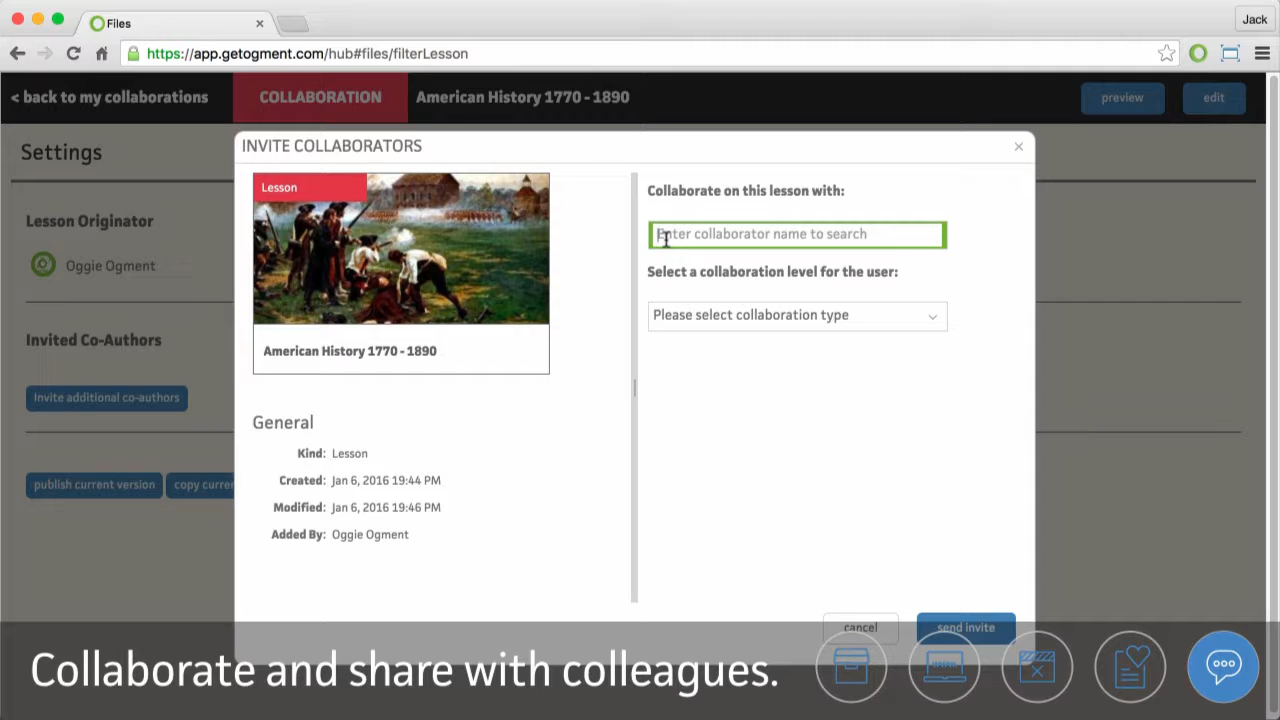 Files
Jack
https://app.getogment.com/hub#files/filterLesson
< back to my collaborations
COLLABORATION
American History 1770 - 1890
preview
edit
Settings
Lesson Originator
Oggie Ogment
Invited Co-Authors
Invite additional co-authors
publish current version
copy curren
INVITE COLLABORATORS
Lesson
American History 1770 - 1890
General
Kind: Lesson
Created: Jan 6, 2016 19:44 PM
Modified: Jan 6, 2016 19:46 PM
Added By: Oggie Ogment
Collaborate on this lesson with:
Enter collaborator name to search
Select a collaboration level for the user:
Please select collaboration type
cancel
send invite
Collaborate and share with colleagues.